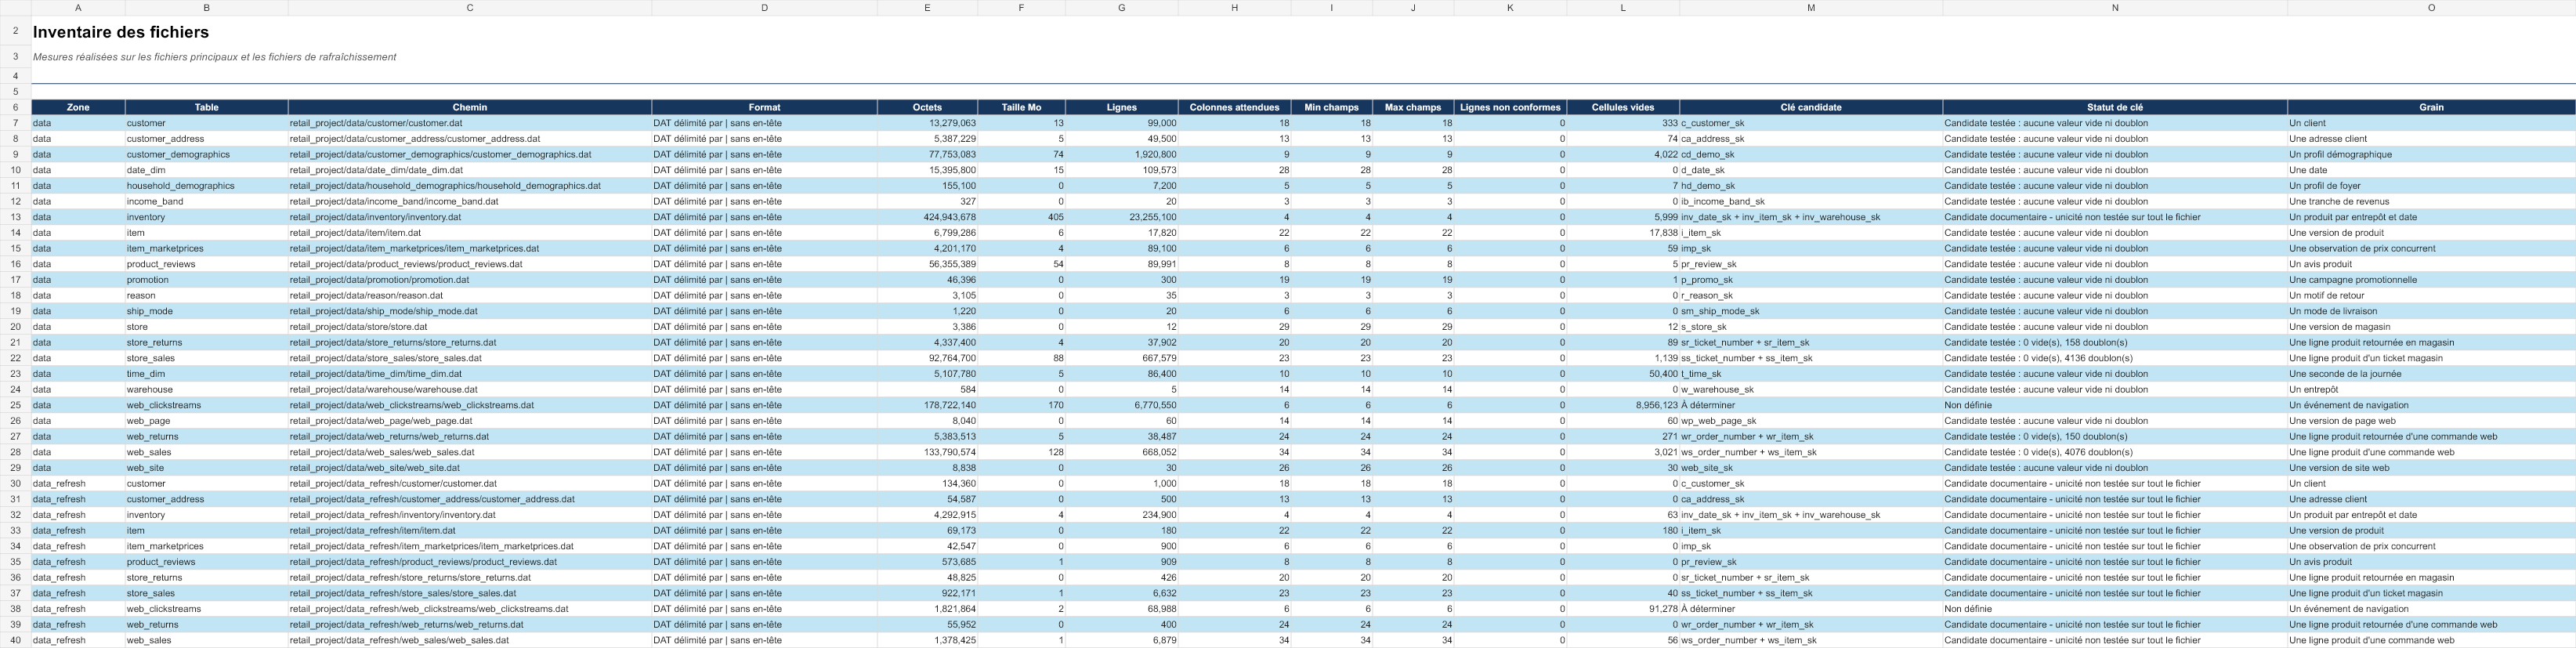 A B C D E F G H I J K L M N O
2 Inventaire des fichiers
3 Mesures réalisées sur les fichiers principaux et les fichiers de rafraîchissement
4
5
6 Zone Table Chemin Format Octets Taille Mo Lignes Colonnes attendues Min champs Max champs Lignes non conformes Cellules vides Clé candidate Statut de clé Grain
7 data customer retail_project/data/customer/customer.dat DAT délimité par | sans en-tête 13,279,063 13 99,000 18 18 18 0 333 c_customer_sk Candidate testée : aucune valeur vide ni doublon Un client
8 data customer_address retail_project/data/customer_address/customer_address.dat DAT délimité par | sans en-tête 5,387,229 5 49,500 13 13 13 0 74 ca_address_sk Candidate testée : aucune valeur vide ni doublon Une adresse client
9 data customer_demographics retail_project/data/customer_demographics/customer_demographics.dat DAT délimité par | sans en-tête 77,753,083 74 1,920,800 9 9 9 0 4,022 cd_demo_sk Candidate testée : aucune valeur vide ni doublon Un profil démographique
10 data date_dim retail_project/data/date_dim/date_dim.dat DAT délimité par | sans en-tête 15,395,800 15 109,573 28 28 28 0 0 d_date_sk Candidate testée : aucune valeur vide ni doublon Une date
11 data household_demographics retail_project/data/household_demographics/household_demographics.dat DAT délimité par | sans en-tête 155,100 0 7,200 5 5 5 0 7 hd_demo_sk Candidate testée : aucune valeur vide ni doublon Un profil de foyer
12 data income_band retail_project/data/income_band/income_band.dat DAT délimité par | sans en-tête 327 0 20 3 3 3 0 0 ib_income_band_sk Candidate testée : aucune valeur vide ni doublon Une tranche de revenus
13 data inventory retail_project/data/inventory/inventory.dat DAT délimité par | sans en-tête 424,943,678 405 23,255,100 4 4 4 0 5,999 inv_date_sk + inv_item_sk + inv_warehouse_sk Candidate documentaire - unicité non testée sur tout le fichier Un produit par entrepôt et date
14 data item retail_project/data/item/item.dat DAT délimité par | sans en-tête 6,799,286 6 17,820 22 22 22 0 17,838 i_item_sk Candidate testée : aucune valeur vide ni doublon Une version de produit
15 data item_marketprices retail_project/data/item_marketprices/item_marketprices.dat DAT délimité par | sans en-tête 4,201,170 4 89,100 6 6 6 0 59 imp_sk Candidate testée : aucune valeur vide ni doublon Une observation de prix concurrent
16 data product_reviews retail_project/data/product_reviews/product_reviews.dat DAT délimité par | sans en-tête 56,355,389 54 89,991 8 8 8 0 5 pr_review_sk Candidate testée : aucune valeur vide ni doublon Un avis produit
17 data promotion retail_project/data/promotion/promotion.dat DAT délimité par | sans en-tête 46,396 0 300 19 19 19 0 1 p_promo_sk Candidate testée : aucune valeur vide ni doublon Une campagne promotionnelle
18 data reason retail_project/data/reason/reason.dat DAT délimité par | sans en-tête 3,105 0 35 3 3 3 0 0 r_reason_sk Candidate testée : aucune valeur vide ni doublon Un motif de retour
19 data ship_mode retail_project/data/ship_mode/ship_mode.dat DAT délimité par | sans en-tête 1,220 0 20 6 6 6 0 0 sm_ship_mode_sk Candidate testée : aucune valeur vide ni doublon Un mode de livraison
20 data store retail_project/data/store/store.dat DAT délimité par | sans en-tête 3,386 0 12 29 29 29 0 12 s_store_sk Candidate testée : aucune valeur vide ni doublon Une version de magasin
21 data store_returns retail_project/data/store_returns/store_returns.dat DAT délimité par | sans en-tête 4,337,400 4 37,902 20 20 20 0 89 sr_ticket_number + sr_item_sk Candidate testée : 0 vide(s), 158 doublon(s) Une ligne produit retournée en magasin
22 data store_sales retail_project/data/store_sales/store_sales.dat DAT délimité par | sans en-tête 92,764,700 88 667,579 23 23 23 0 1,139 ss_ticket_number + ss_item_sk Candidate testée : 0 vide(s), 4136 doublon(s) Une ligne produit d'un ticket magasin
23 data time_dim retail_project/data/time_dim/time_dim.dat DAT délimité par | sans en-tête 5,107,780 5 86,400 10 10 10 0 50,400 t_time_sk Candidate testée : aucune valeur vide ni doublon Une seconde de la journée
24 data warehouse retail_project/data/warehouse/warehouse.dat DAT délimité par | sans en-tête 584 0 5 14 14 14 0 0 w_warehouse_sk Candidate testée : aucune valeur vide ni doublon Un entrepôt
25 data web_clickstreams retail_project/data/web_clickstreams/web_clickstreams.dat DAT délimité par | sans en-tête 178,722,140 170 6,770,550 6 6 6 0 8,956,123 À déterminer Non définie Un événement de navigation
26 data web_page retail_project/data/web_page/web_page.dat DAT délimité par | sans en-tête 8,040 0 60 14 14 14 0 60 wp_web_page_sk Candidate testée : aucune valeur vide ni doublon Une version de page web
27 data web_returns retail_project/data/web_returns/web_returns.dat DAT délimité par | sans en-tête 5,383,513 5 38,487 24 24 24 0 271 wr_order_number + wr_item_sk Candidate testée : 0 vide(s), 150 doublon(s) Une ligne produit retournée d'une commande web
28 data web_sales retail_project/data/web_sales/web_sales.dat DAT délimité par | sans en-tête 133,790,574 128 668,052 34 34 34 0 3,021 ws_order_number + ws_item_sk Candidate testée : 0 vide(s), 4076 doublon(s) Une ligne produit d'une commande web
29 data web_site retail_project/data/web_site/web_site.dat DAT délimité par | sans en-tête 8,838 0 30 26 26 26 0 30 web_site_sk Candidate testée : aucune valeur vide ni doublon Une version de site web
30 data_refresh customer retail_project/data_refresh/customer/customer.dat DAT délimité par | sans en-tête 134,360 0 1,000 18 18 18 0 0 c_customer_sk Candidate documentaire - unicité non testée sur tout le fichier Un client
31 data_refresh customer_address retail_project/data_refresh/customer_address/customer_address.dat DAT délimité par | sans en-tête 54,587 0 500 13 13 13 0 0 ca_address_sk Candidate documentaire - unicité non testée sur tout le fichier Une adresse client
32 data_refresh inventory retail_project/data_refresh/inventory/inventory.dat DAT délimité par | sans en-tête 4,292,915 4 234,900 4 4 4 0 63 inv_date_sk + inv_item_sk + inv_warehouse_sk Candidate documentaire - unicité non testée sur tout le fichier Un produit par entrepôt et date
33 data_refresh item retail_project/data_refresh/item/item.dat DAT délimité par | sans en-tête 69,173 0 180 22 22 22 0 180 i_item_sk Candidate documentaire - unicité non testée sur tout le fichier Une version de produit
34 data_refresh item_marketprices retail_project/data_refresh/item_marketprices/item_marketprices.dat DAT délimité par | sans en-tête 42,547 0 900 6 6 6 0 0 imp_sk Candidate documentaire - unicité non testée sur tout le fichier Une observation de prix concurrent
35 data_refresh product_reviews retail_project/data_refresh/product_reviews/product_reviews.dat DAT délimité par | sans en-tête 573,685 1 909 8 8 8 0 0 pr_review_sk Candidate documentaire - unicité non testée sur tout le fichier Un avis produit
36 data_refresh store_returns retail_project/data_refresh/store_returns/store_returns.dat DAT délimité par | sans en-tête 48,825 0 426 20 20 20 0 0 sr_ticket_number + sr_item_sk Candidate documentaire - unicité non testée sur tout le fichier Une ligne produit retournée en magasin
37 data_refresh store_sales retail_project/data_refresh/store_sales/store_sales.dat DAT délimité par | sans en-tête 922,171 1 6,632 23 23 23 0 40 ss_ticket_number + ss_item_sk Candidate documentaire - unicité non testée sur tout le fichier Une ligne produit d'un ticket magasin
38 data_refresh web_clickstreams retail_project/data_refresh/web_clickstreams/web_clickstreams.dat DAT délimité par | sans en-tête 1,821,864 2 68,988 6 6 6 0 91,278 À déterminer Non définie Un événement de navigation
39 data_refresh web_returns retail_project/data_refresh/web_returns/web_returns.dat DAT délimité par | sans en-tête 55,952 0 400 24 24 24 0 0 wr_order_number + wr_item_sk Candidate documentaire - unicité non testée sur tout le fichier Une ligne produit retournée d'une commande web
40 data_refresh web_sales retail_project/data_refresh/web_sales/web_sales.dat DAT délimité par | sans en-tête 1,378,425 1 6,879 34 34 34 0 56 ws_order_number + ws_item_sk Candidate documentaire - unicité non testée sur tout le fichier Une ligne produit d'une commande web